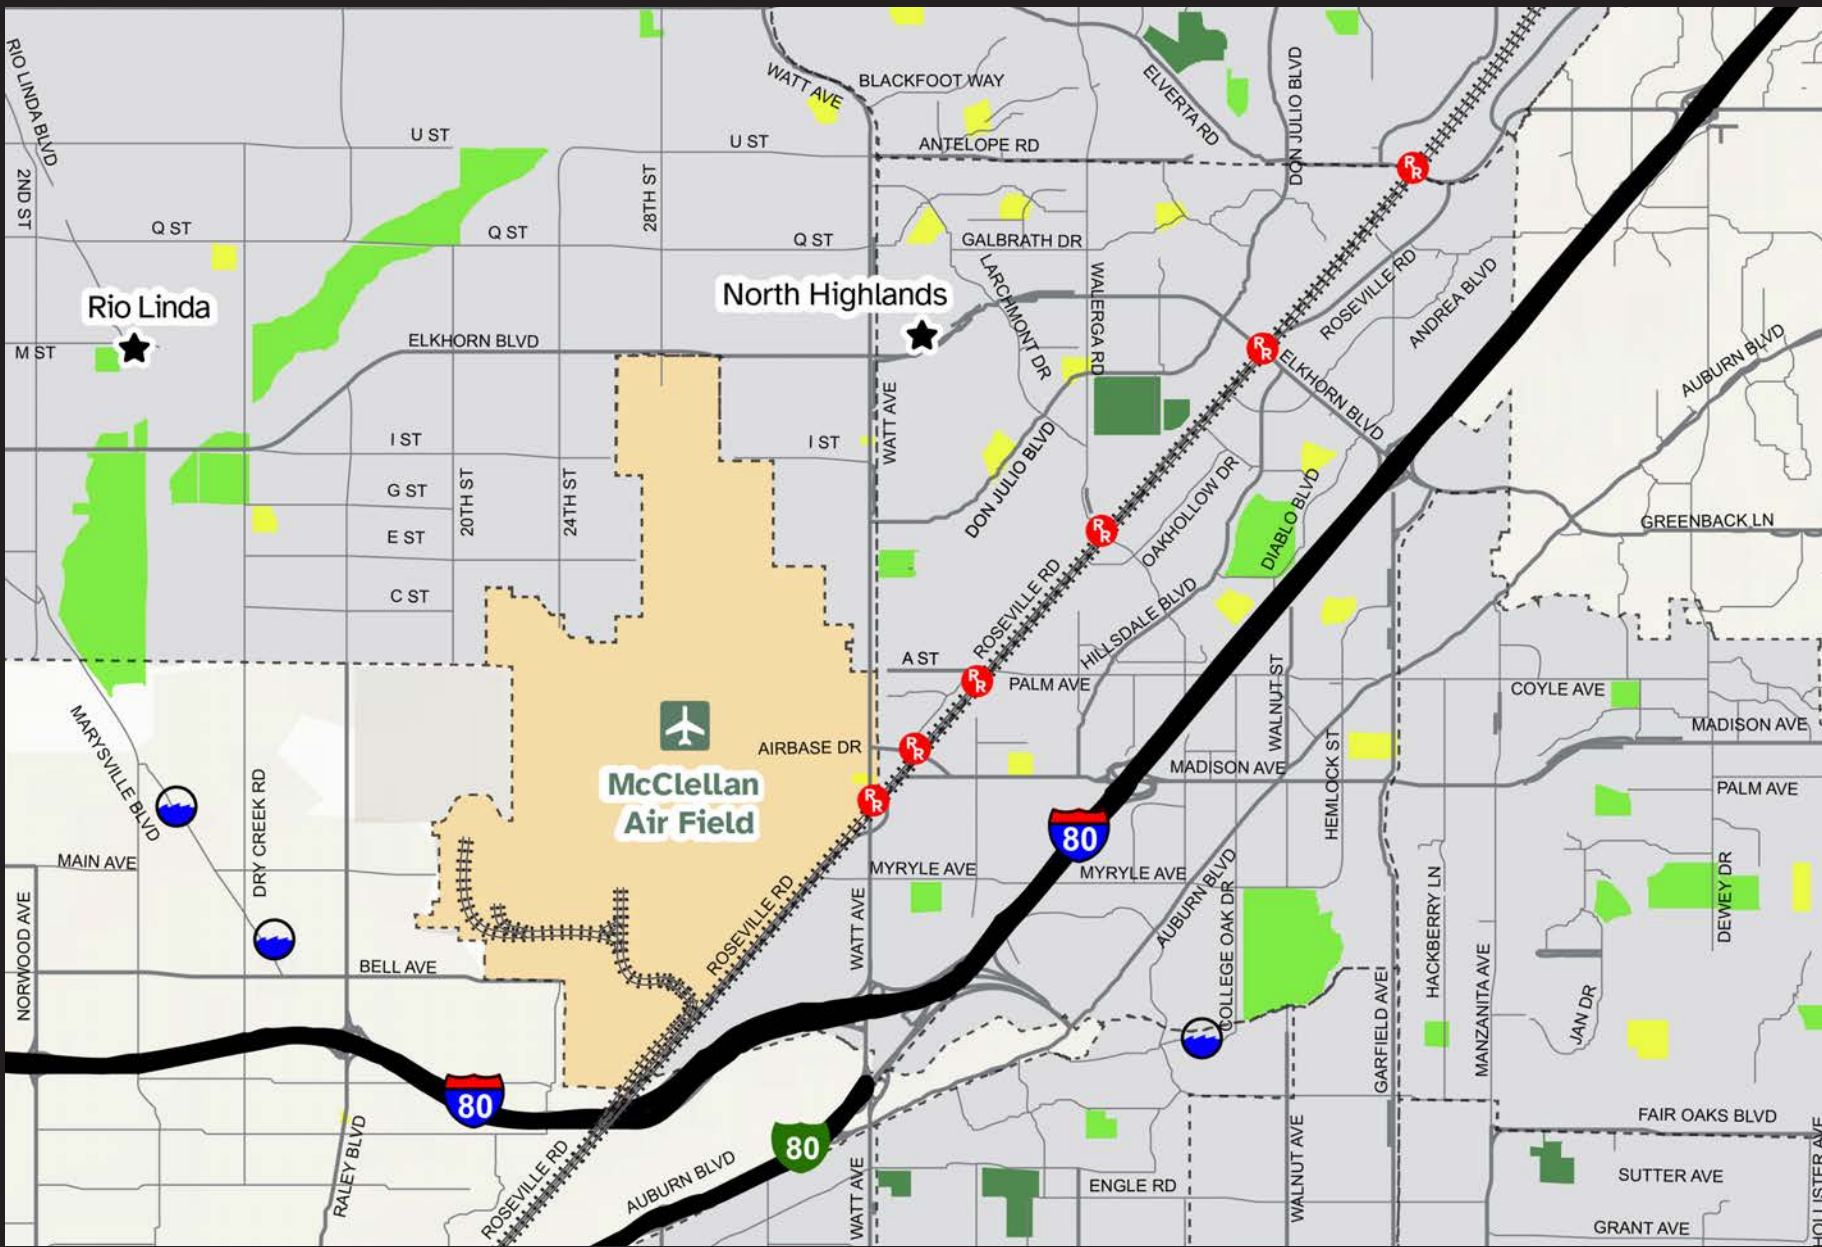 RIO LINDA BLVD
WATT AVE
BLACKFOOT WAY
ELVERTA RD
DON JULIO BLVD
U ST
U ST
ANTELOPE RD
2ND ST
28TH ST
R R
Q ST
Q ST
Q ST
GALBRATH DR
LARCHMONT DR
WALERGA RD
ROSEVILLE RD
ANDREA BLVD
Rio Linda
North Highlands
M ST
ELKHORN BLVD
R R
ELKHORN BLVD
AUBURN BLVD
WATT AVE
I ST
I ST
G ST
20TH ST
24TH ST
E ST
C ST
DON JULIO BLVD
R R
OAKHOLLOW DR
DIABLO BLVD
GREENBACK LN
ROSEVILLE RD
HILLSDALE BLVD
A ST
R R
PALM AVE
WALNUT ST
COYLE AVE
MADISON AVE
MARYSVILLE BLVD
AIRBASE DR
R R
MADISON AVE
HEMLOCK ST
PALM AVE
McClellan
Air Field
R R
DRY CREEK RD
80
MAIN AVE
MYRYLE AVE
MYRYLE AVE
NORWOOD AVE
ROSEVILLE RD
WATT AVE
AUBURN BLVD
COLLEGE OAK DR
HACKBERRY LN
DEWEY DR
BELL AVE
GARFIELD AVE
MANZANITA AVE
JAN DR
80
80
FAIR OAKS BLVD
RALEY BLVD
ROSEVILLE RD
AUBURN BLVD
WATT AVE
ENGLE RD
WALNUT AVE
SUTTER AVE
HOLLISTER AVE
GRANT AVE